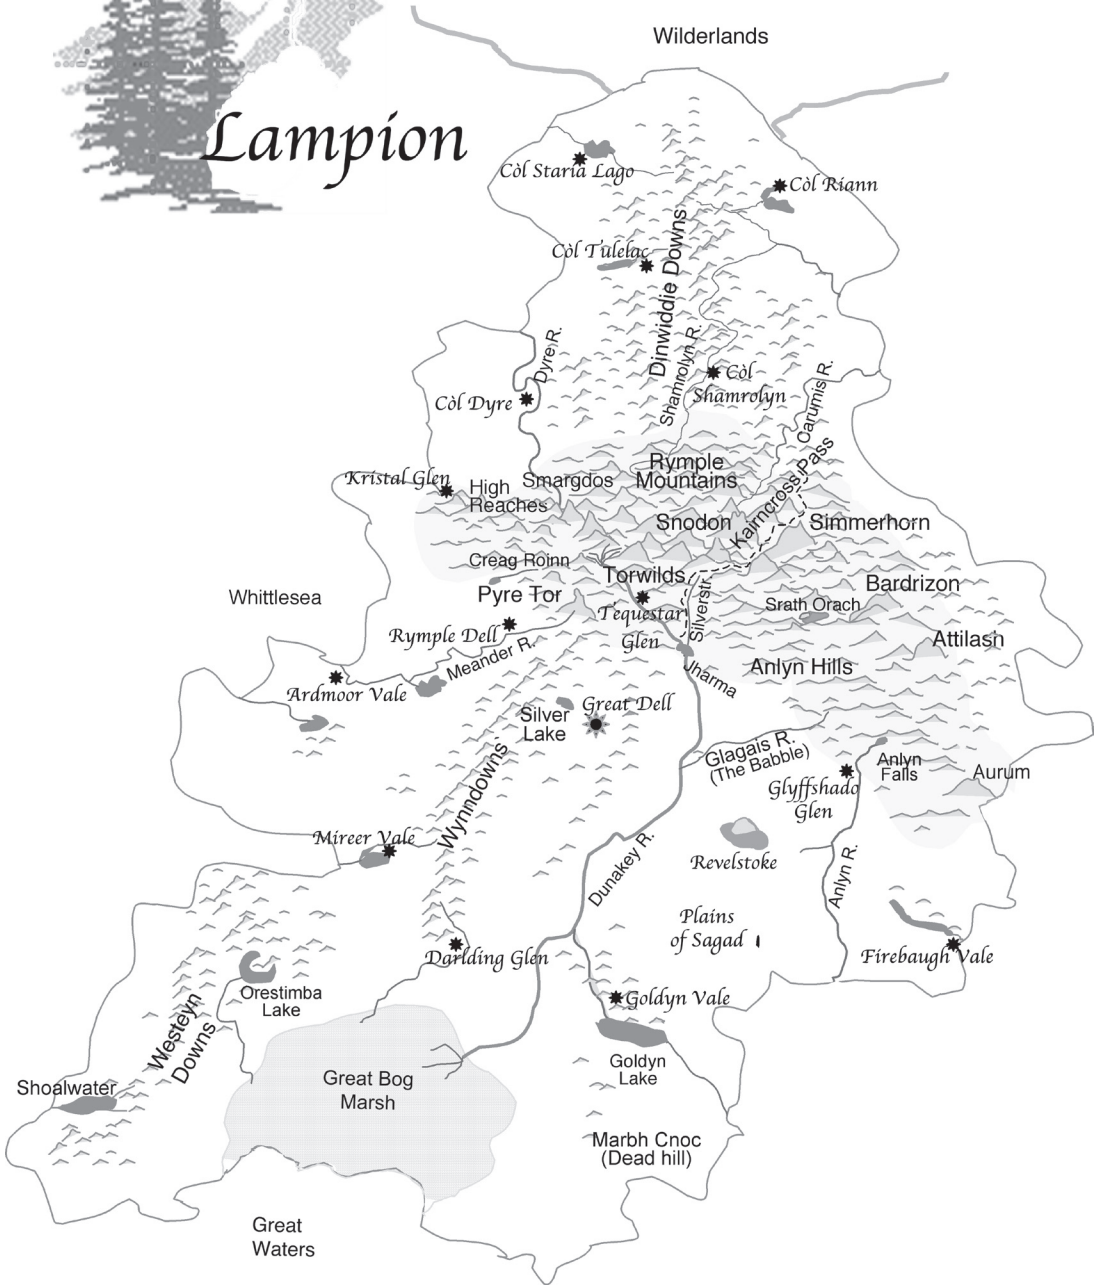 Wilderlands
Lampion
Còl Staria Lago
Còl Riann
Còl Tulelac
Dinwiddie Downs
Dyre R.
Shamrolyn R.
Còl
Shamrolyn
Carumis R.
Còl Dyre
Kristal Glen
High
Reaches
Smargdos
Rymple
Mountains
Kairncross Pass
Snodon
Simmerhorn
Creag Roinn
Torwilds
Bardrizon
Whittlesea
Pyre Tor
Tequestar
Glen
Silverstr.
Srath Orach
Rymple Dell
Meander R.
Attilash
Anlyn Hills
Jharma
Ardmoor Vale
Silver
Lake
Great Dell
Glagais R.
(The Babble)
Anlyn
Falls
Aurum
Glyffshado
Glen
Wynndowns
Mireer Vale
Revelstoke
Dunakey R.
Anlyn R.
Plains
of Sagad
Darlding Glen
Firebaugh Vale
Orestimba
Lake
Goldyn Vale
Westeyn
Downs
Goldyn
Lake
Shoalwater
Great Bog
Marsh
Marbh Cnoc
(Dead hill)
Great
Waters